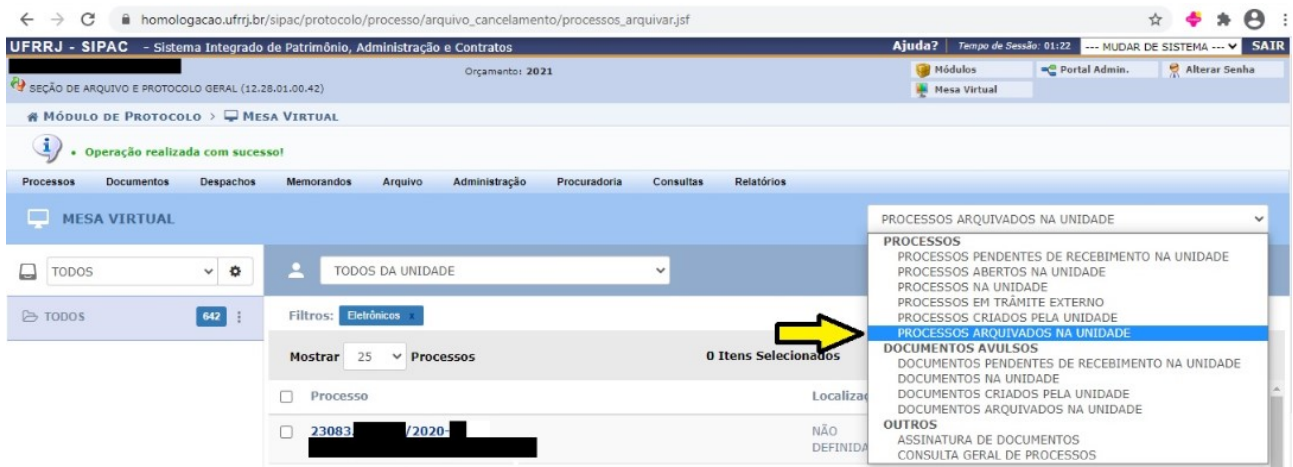 homologacao.ufrrj.br/sipac/protocolo/processo/arquivo_cancelamento/processos_arquivar.jsf
UFRRJ - SIPAC - Sistema Integrado de Patrimônio, Administração e Contratos Ajuda? Tempo de Sessão: 01:22 --- MUDAR DE SISTEMA --- SAIR
Orçamento: 2021 Módulos Portal Admin. Alterar Senha
SEÇÃO DE ARQUIVO E PROTOCOLO GERAL (12.28.01.00.42) Mesa Virtual
MÓDULO DE PROTOCOLO > MESA VIRTUAL
• Operação realizada com sucesso!
Processos Documentos Despachos Memorandos Arquivo Administração Procuradoria Consultas Relatórios
MESA VIRTUAL PROCESSOS ARQUIVADOS NA UNIDADE
PROCESSOS
PROCESSOS PENDENTES DE RECEBIMENTO NA UNIDADE
PROCESSOS ABERTOS NA UNIDADE
PROCESSOS NA UNIDADE
PROCESSOS EM TRÂMITE EXTERNO
PROCESSOS CRIADOS PELA UNIDADE
PROCESSOS ARQUIVADOS NA UNIDADE
DOCUMENTOS AVULSOS
DOCUMENTOS PENDENTES DE RECEBIMENTO NA UNIDADE
DOCUMENTOS NA UNIDADE
DOCUMENTOS CRIADOS PELA UNIDADE
DOCUMENTOS ARQUIVADOS NA UNIDADE
OUTROS
ASSINATURA DE DOCUMENTOS
CONSULTA GERAL DE PROCESSOS
TODOS TODOS DA UNIDADE
TODOS 642 Filtros: Eletrônicos x
Mostrar 25 Processos 0 Itens Selecionados
Processo Localizaç
23083. /2020- NÃO
DEFINIDA